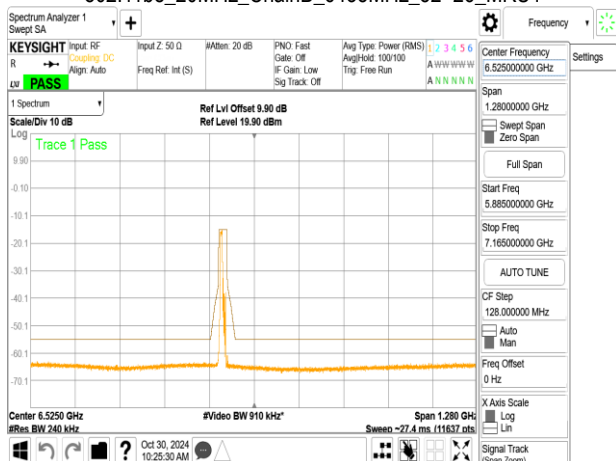 Spectrum Analyzer 1
Swept SA
Frequency
KEYSIGHT
R
LXI
PASS
Input: RF
Coupling: DC
Align: Auto
Input Z: 50 Ω
Freq Ref: Int (S)
#Atten: 20 dB
PNO: Fast
Gate: Off
IF Gain: Low
Sig Track: Off
Avg Type: Power (RMS)
Avg|Hold: 100/100
Trig: Free Run
1 2 3 4 5 6
A W W W W W
A N N N N N
1 Spectrum
Scale/Div 10 dB
Ref Lvl Offset 9.90 dB
Ref Level 19.90 dBm
Log
Trace 1 Pass
9.90
-0.10
-10.1
-20.1
-30.1
-40.1
-50.1
-60.1
-70.1
Center 6.5250 GHz
#Res BW 240 kHz
#Video BW 910 kHz*
Span 1.280 GHz
Sweep ~27.4 ms (11637 pts)
Oct 30, 2024
10:25:30 AM
Center Frequency
6.525000000 GHz
Settings
Span
1.28000000 GHz
Swept Span
Zero Span
Full Span
Start Freq
5.885000000 GHz
Stop Freq
7.165000000 GHz
AUTO TUNE
CF Step
128.000000 MHz
Auto
Man
Freq Offset
0 Hz
X Axis Scale
Log
Lin
Signal Track
(Span Zoom)